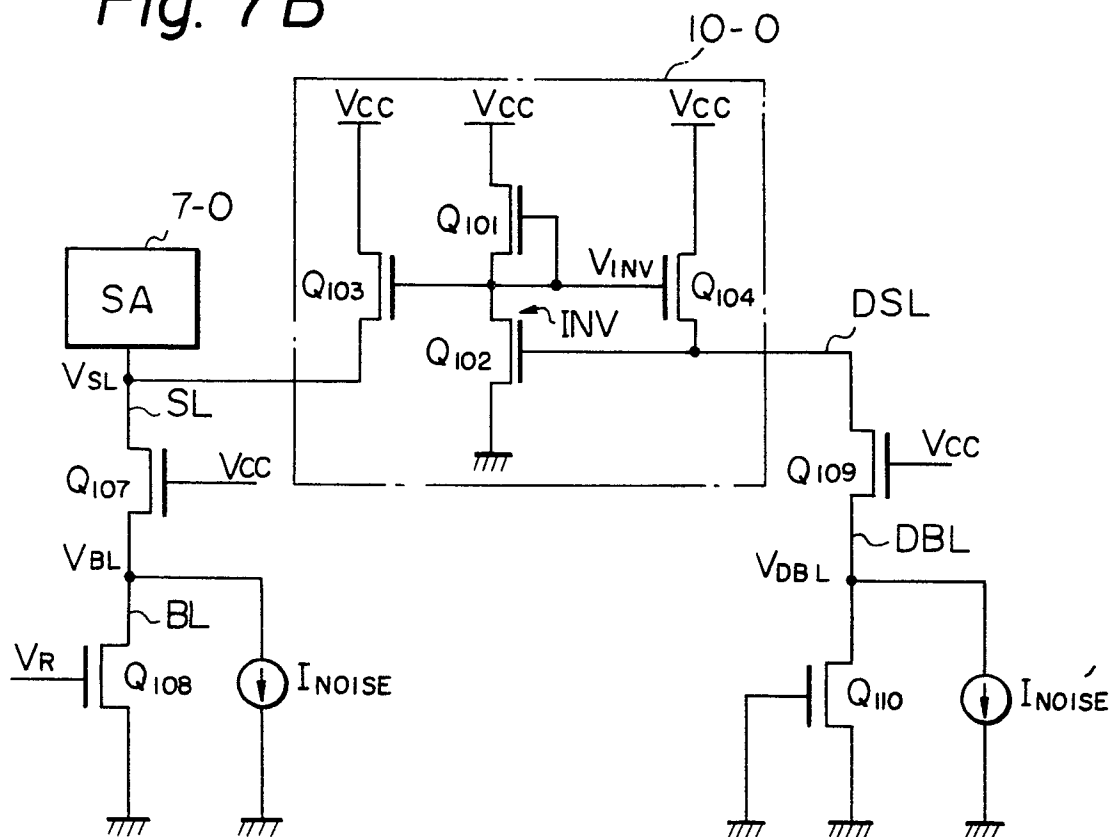 Fig. 7B
10-0
VCC VCC VCC
7-0
SA
Q101
Q103
VINV
Q104
INV
Q102
DSL
VSL
SL
Q107
VCC
Q109
VCC
VBL
BL
DBL
VDBL
VR
Q108
INOISE
Q110
INOISE'